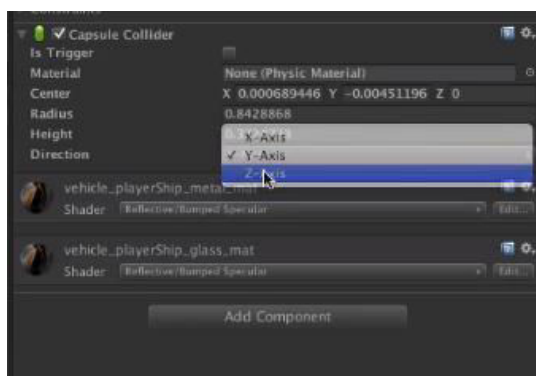 Capsule Collider
Is Trigger
Material None (Physic Material)
Center X 0.000689446 Y -0.00451196 Z 0
Radius 0.8428868
Height
X-Axis
Direction ✓ Y-Axis
Z-Axis
vehicle_playerShip_metal_mat
Shader Reflective/Bumped Specular Edit...
vehicle_playerShip_glass_mat
Shader Reflective/Bumped Specular Edit...
Add Component